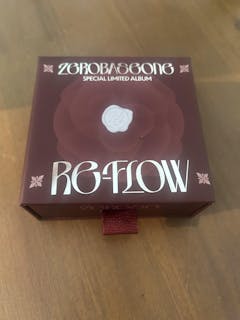 ZEROBASEONE
SPECIAL LIMITED ALBUM
RE-FLOW